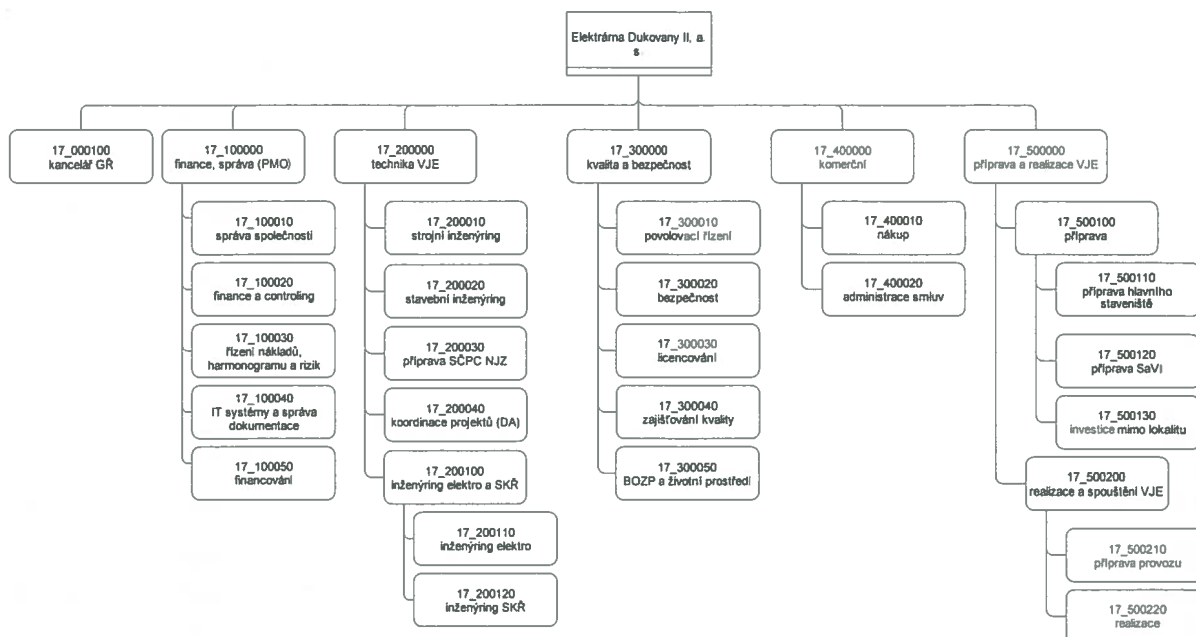 Elektrárna Dukovany II, a.
s
17_000100
kancelář GŘ
17_100000
finance, správa (PMO)
17_200000
technika VJE
17_300000
kvalita a bezpečnost
17_400000
komerční
17_500000
příprava a realizace VJE
17_100010
správa společnosti
17_100020
finance a controling
17_100030
řízení nákladů,
harmonogramu a rizik
17_100040
IT systémy a správa
dokumentace
17_100050
financování
17_200010
strojní inženýring
17_200020
stavební inženýring
17_200030
příprava SČPC NJZ
17_200040
koordinace projektů (DA)
17_200100
inženýring elektro a SKŘ
17_200110
inženýring elektro
17_200120
inženýring SKŘ
17_300010
povolovací řízení
17_300020
bezpečnost
17_300030
licencování
17_300040
zajišťování kvality
17_300050
BOZP a životní prostředí
17_400010
nákup
17_400020
administrace smluv
17_500100
příprava
17_500110
příprava hlavního
staveniště
17_500120
příprava SaVI
17_500130
investice mimo lokalitu
17_500200
realizace a spouštění VJE
17_500210
příprava provozu
17_500220
realizace